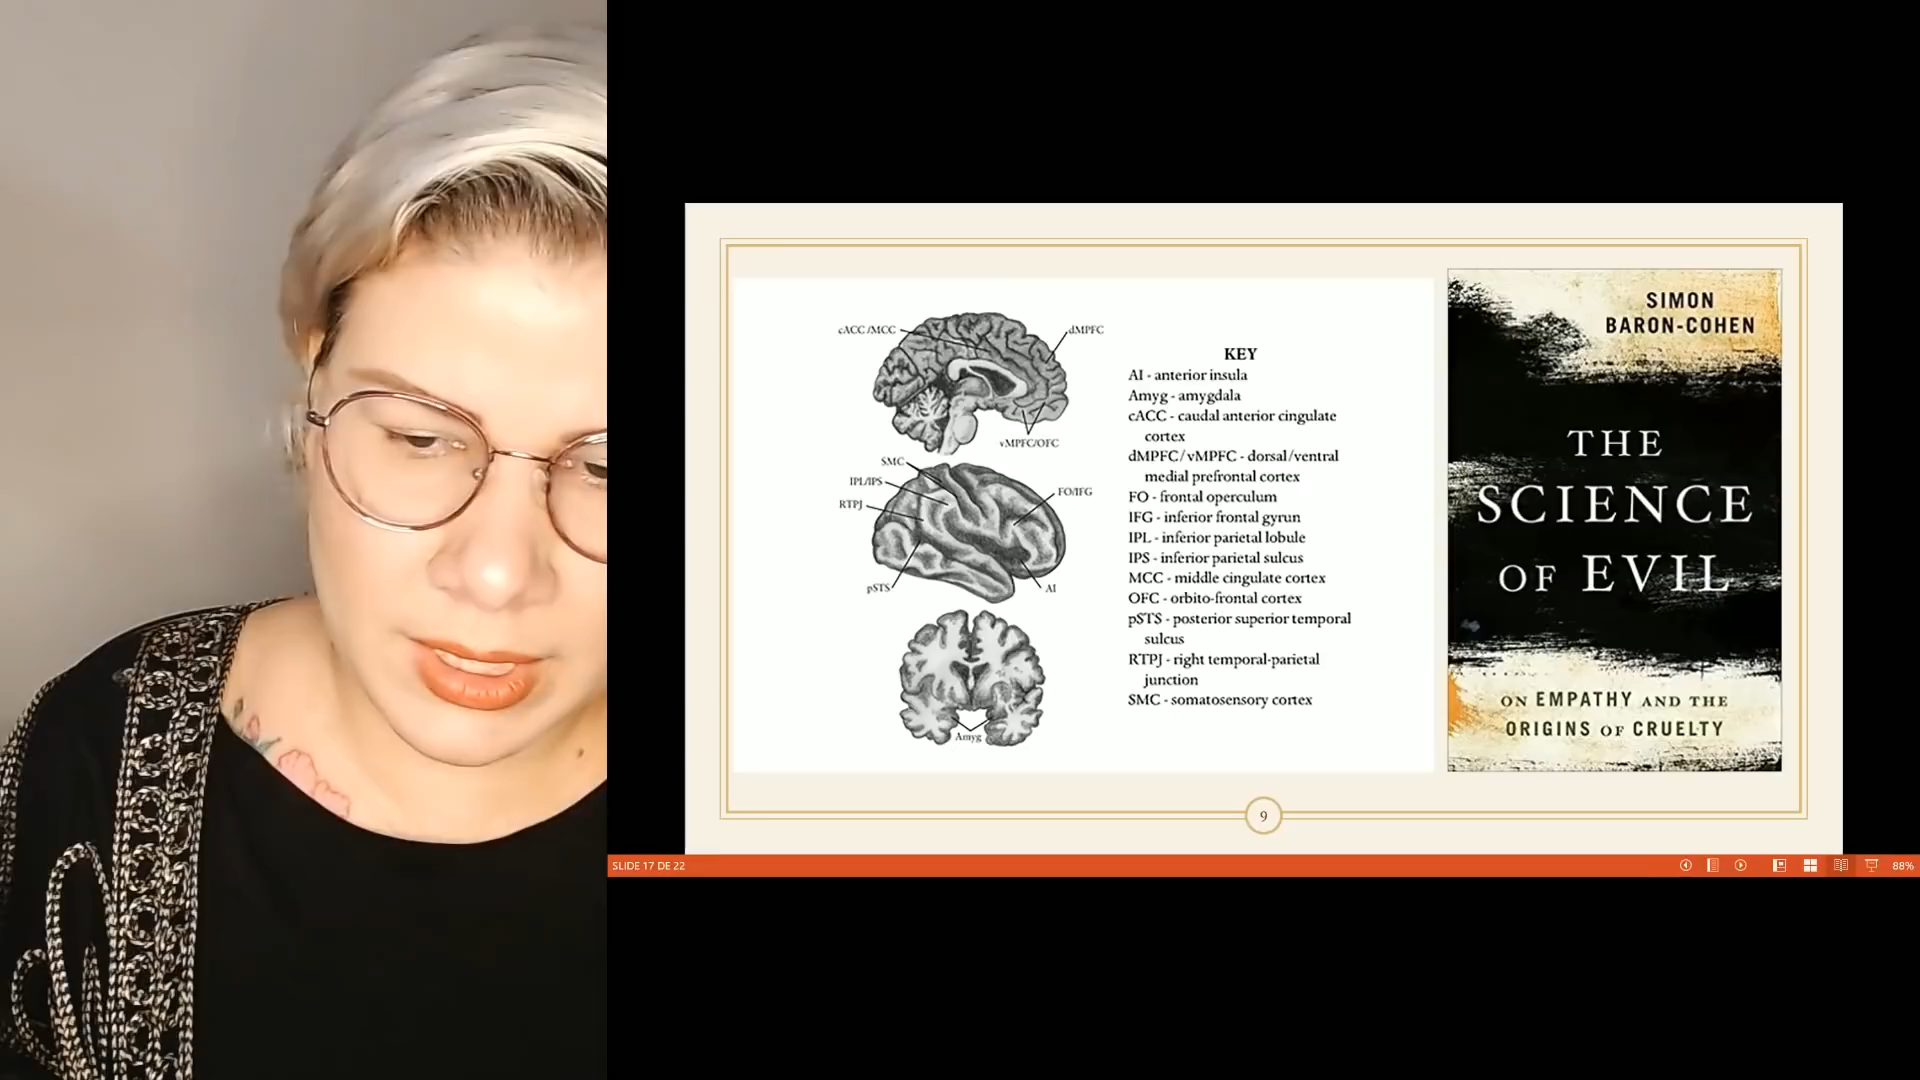 cACC/MCC
dMPFC
vMPFC/OFC
SMC
IPL/IPS
RTPJ
FO/IFG
pSTS
AI
Amyg
KEY
AI - anterior insula
Amyg - amygdala
cACC - caudal anterior cingulate
cortex
dMPFC/vMPFC - dorsal/ventral
medial prefrontal cortex
FO - frontal operculum
IFG - inferior frontal gyrun
IPL - inferior parietal lobule
IPS - inferior parietal sulcus
MCC - middle cingulate cortex
OFC - orbito-frontal cortex
pSTS - posterior superior temporal
sulcus
RTPJ - right temporal-parietal
junction
SMC - somatosensory cortex
SIMON
BARON-COHEN
THE
SCIENCE
OF EVIL
ON EMPATHY AND THE
ORIGINS OF CRUELTY
9
SLIDE 17 DE 22
88%